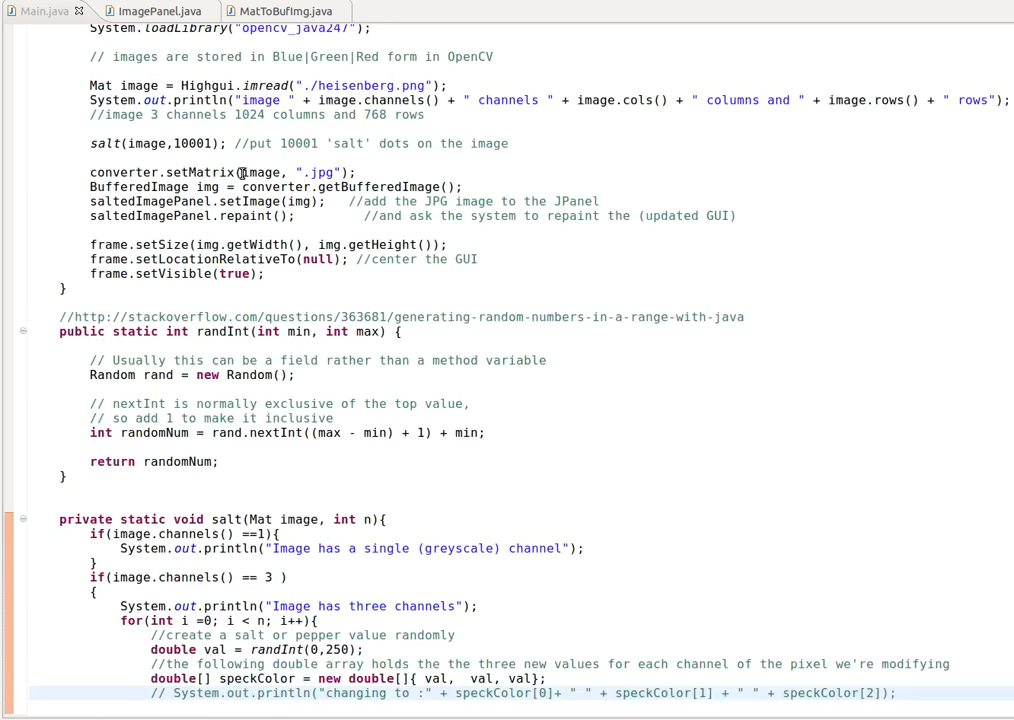 Main.java
ImagePanel.java
MatToBufImg.java
System.loadLibrary("opencv_java247");
// images are stored in Blue|Green|Red form in OpenCV
Mat image = Highgui.imread("./heisenberg.png");
System.out.println("image " + image.channels() + " channels " + image.cols() + " columns and " + image.rows() + " rows");
//image 3 channels 1024 columns and 768 rows
salt(image,10001); //put 10001 'salt' dots on the image
converter.setMatrix(image, ".jpg");
BufferedImage img = converter.getBufferedImage();
saltedImagePanel.setImage(img); //add the JPG image to the JPanel
saltedImagePanel.repaint(); //and ask the system to repaint the (updated GUI)
frame.setSize(img.getWidth(), img.getHeight());
frame.setLocationRelativeTo(null); //center the GUI
frame.setVisible(true);
}
//http://stackoverflow.com/questions/363681/generating-random-numbers-in-a-range-with-java
public static int randInt(int min, int max) {
// Usually this can be a field rather than a method variable
Random rand = new Random();
// nextInt is normally exclusive of the top value,
// so add 1 to make it inclusive
int randomNum = rand.nextInt((max - min) + 1) + min;
return randomNum;
}
private static void salt(Mat image, int n){
if(image.channels() ==1){
System.out.println("Image has a single (greyscale) channel");
}
if(image.channels() == 3 )
{
System.out.println("Image has three channels");
for(int i =0; i < n; i++){
//create a salt or pepper value randomly
double val = randInt(0,250);
//the following double array holds the the three new values for each channel of the pixel we're modifying
double[] speckColor = new double[]{ val,  val, val};
// System.out.println("changing to :" + speckColor[0]+ " " + speckColor[1] + " " + speckColor[2]);